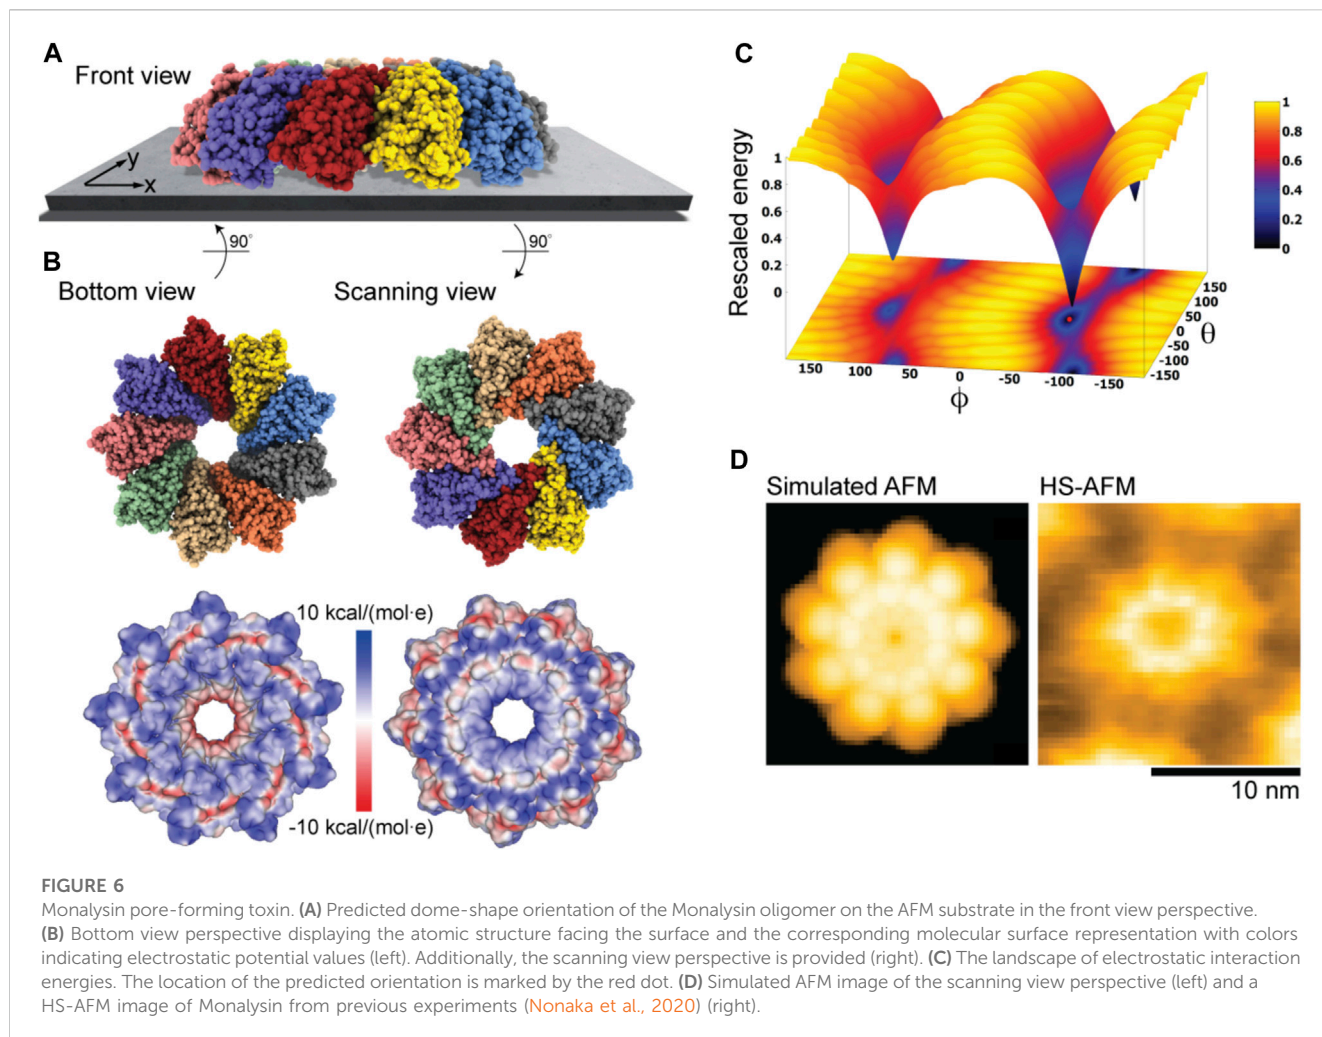 A
Front view
y
x
90°
90°
B
Bottom view
Scanning view
10 kcal/(mol·e)
-10 kcal/(mol·e)
C
Rescaled energy
1
0.8
0.6
0.4
0.2
0
150
100
50
0
-50
-100
-150
ϕ
150
100
50
0
-50
-100
-150
θ
1
0.8
0.6
0.4
0.2
0
D
Simulated AFM
HS-AFM
10 nm
FIGURE 6
Monalysin pore-forming toxin. (A) Predicted dome-shape orientation of the Monalysin oligomer on the AFM substrate in the front view perspective.
(B) Bottom view perspective displaying the atomic structure facing the surface and the corresponding molecular surface representation with colors
indicating electrostatic potential values (left). Additionally, the scanning view perspective is provided (right). (C) The landscape of electrostatic interaction
energies. The location of the predicted orientation is marked by the red dot. (D) Simulated AFM image of the scanning view perspective (left) and a
HS-AFM image of Monalysin from previous experiments (Nonaka et al., 2020) (right).